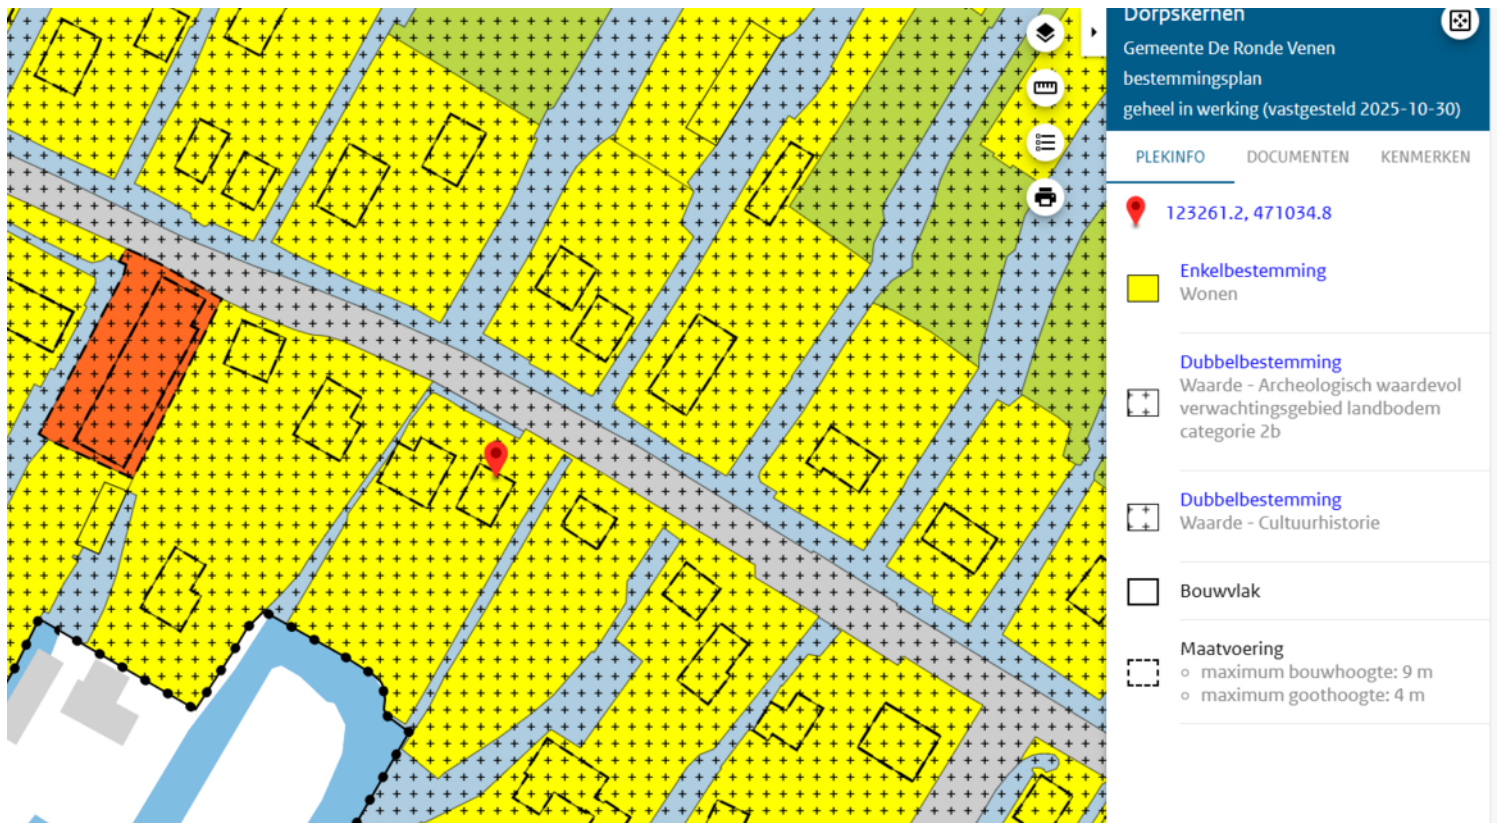 Dorpskernen
Gemeente De Ronde Venen
bestemmingsplan
geheel in werking (vastgesteld 2025-10-30)
PLEKINFO DOCUMENTEN KENMERKEN
123261.2, 471034.8
Enkelbestemming
Wonen
Dubbelbestemming
Waarde - Archeologisch waardevol
verwachtingsgebied landbodem
categorie 2b
Dubbelbestemming
Waarde - Cultuurhistorie
Bouwvlak
Maatvoering
maximum bouwhoogte: 9 m
maximum goothoogte: 4 m